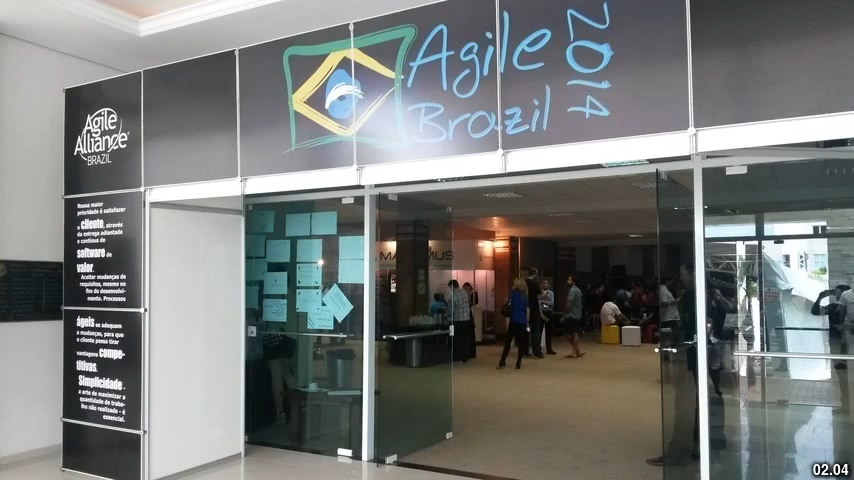 Agile
Brazil
2014
Agile
Alliance®
BRAZIL
Nossa maior
prioridade é satisfazer
o cliente, através
da entrega adiantada
e contínua de
software de
valor.
Aceitar mudanças de
requisitos, mesmo no
fim do desenvolvi-
mento. Processos
ágeis se adequam
a mudanças, para que
o cliente possa tirar
vantagens compe-
titivas.
Simplicidade -
a arte de maximizar a
quantidade de traba-
lho não realizado - é
essencial.
02.04